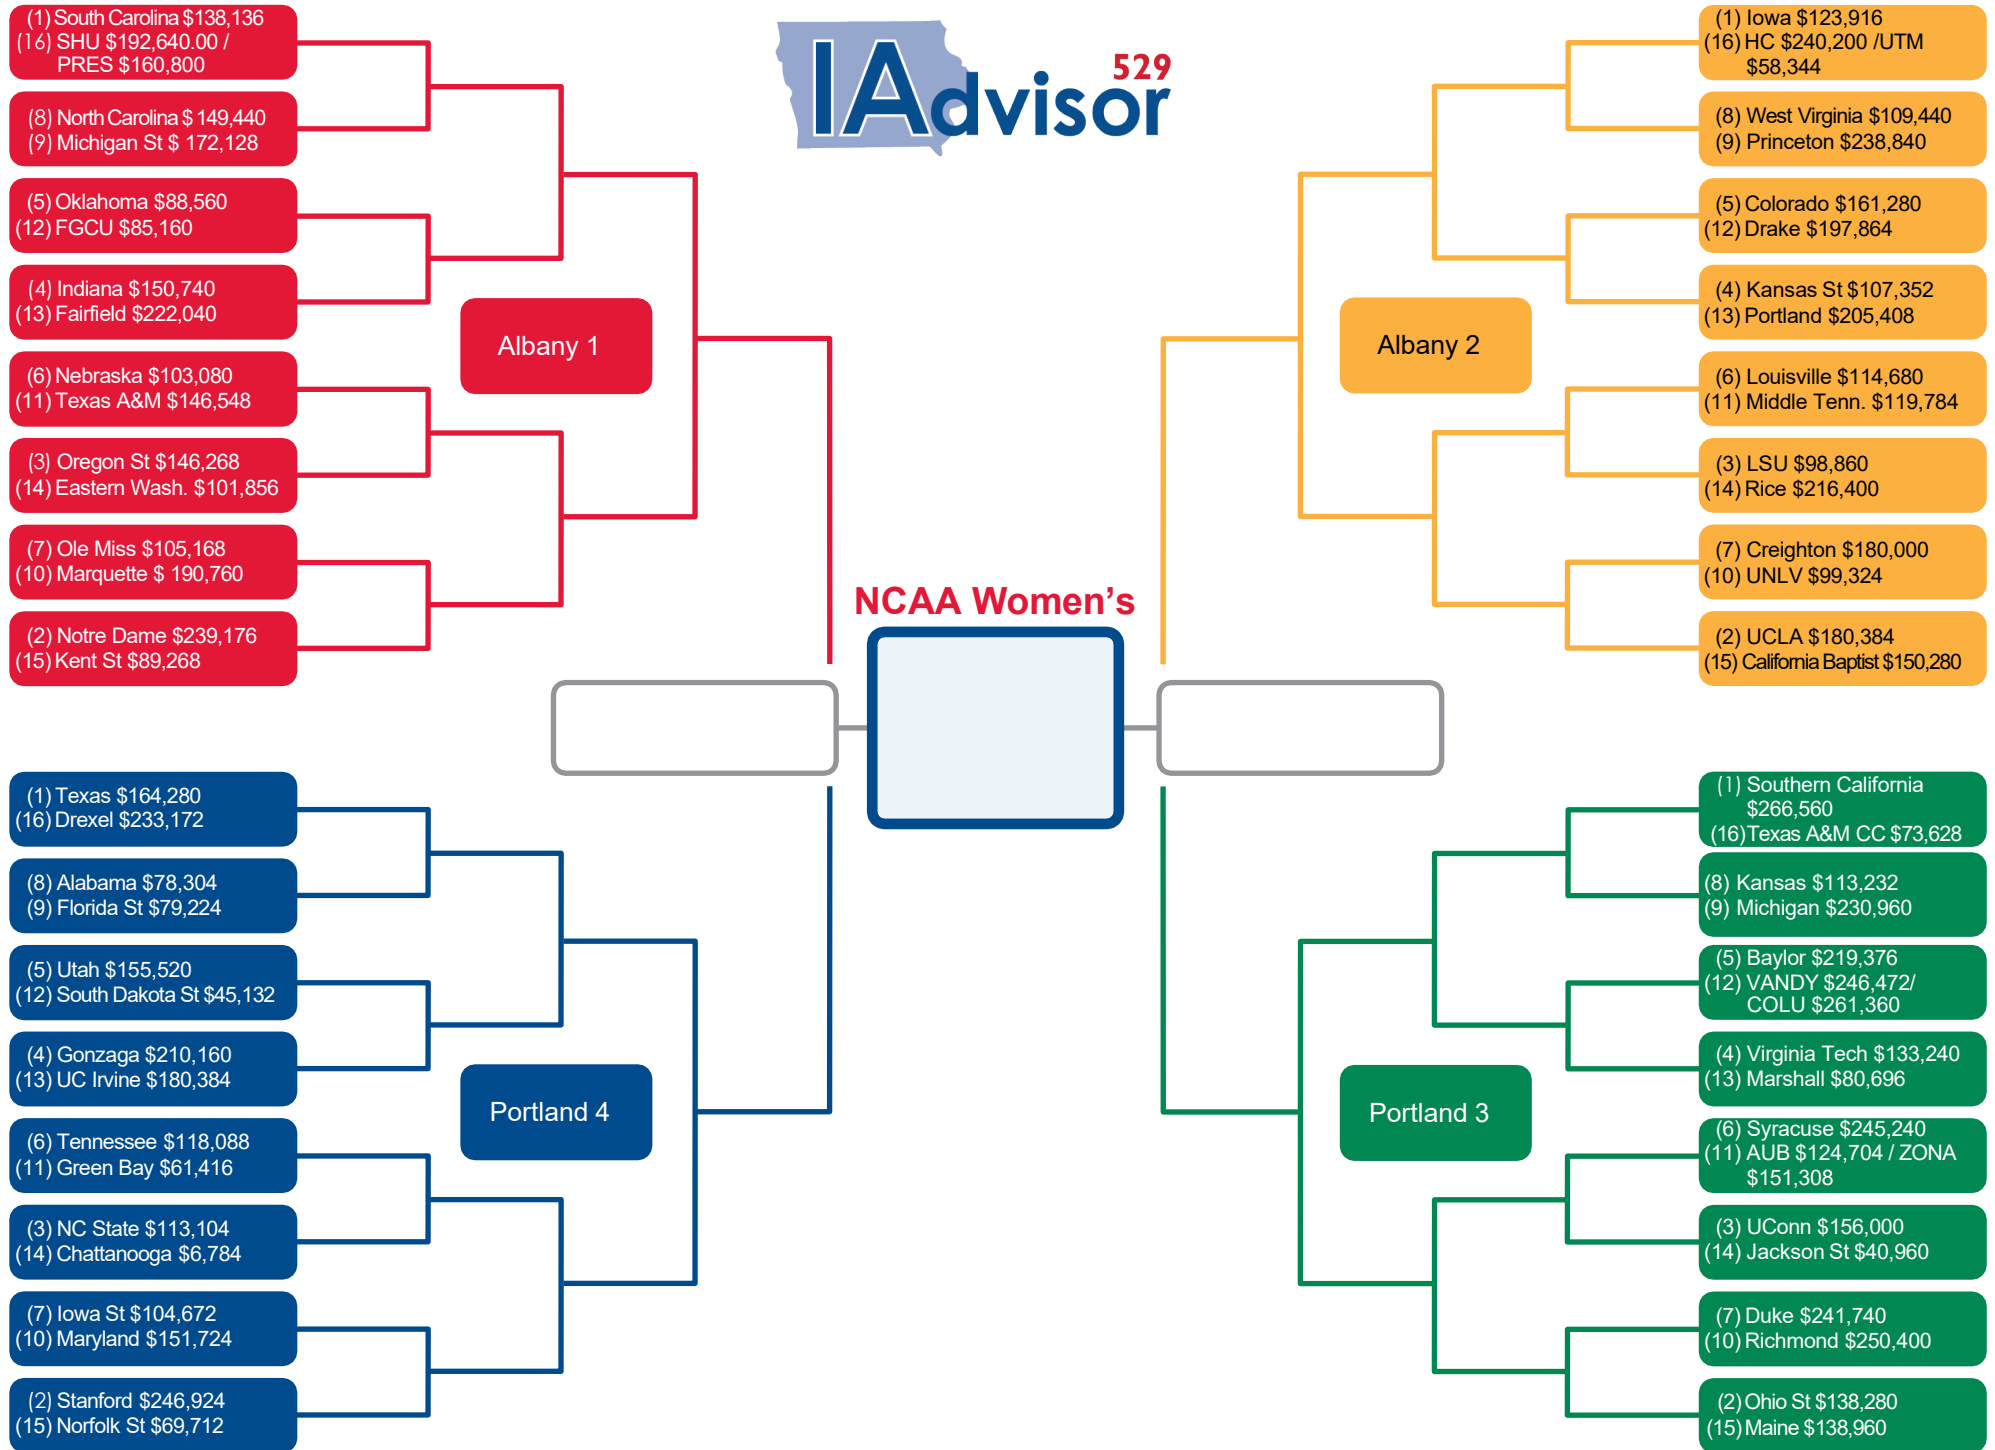 (1) South Carolina $138,136
(16) SHU $192,640.00 /
PRES $160,800
(8) North Carolina $ 149,440
(9) Michigan St $ 172,128
(5) Oklahoma $88,560
(12) FGCU $85,160
(4) Indiana $150,740
(13) Fairfield $222,040
(6) Nebraska $103,080
(11) Texas A&M $146,548
(3) Oregon St $146,268
(14) Eastern Wash. $101,856
(7) Ole Miss $105,168
(10) Marquette $ 190,760
(2) Notre Dame $239,176
(15) Kent St $89,268
Albany 1
IAdvisor 529
(1) Iowa $123,916
(16) HC $240,200 /UTM
$58,344
(8) West Virginia $109,440
(9) Princeton $238,840
(5) Colorado $161,280
(12) Drake $197,864
(4) Kansas St $107,352
(13) Portland $205,408
(6) Louisville $114,680
(11) Middle Tenn. $119,784
(3) LSU $98,860
(14) Rice $216,400
(7) Creighton $180,000
(10) UNLV $99,324
(2) UCLA $180,384
(15) California Baptist $150,280
Albany 2
NCAA Women's
(1) Texas $164,280
(16) Drexel $233,172
(8) Alabama $78,304
(9) Florida St $79,224
(5) Utah $155,520
(12) South Dakota St $45,132
(4) Gonzaga $210,160
(13) UC Irvine $180,384
(6) Tennessee $118,088
(11) Green Bay $61,416
(3) NC State $113,104
(14) Chattanooga $6,784
(7) Iowa St $104,672
(10) Maryland $151,724
(2) Stanford $246,924
(15) Norfolk St $69,712
Portland 4
(1) Southern California
$266,560
(16) Texas A&M CC $73,628
(8) Kansas $113,232
(9) Michigan $230,960
(5) Baylor $219,376
(12) VANDY $246,472/
COLU $261,360
(4) Virginia Tech $133,240
(13) Marshall $80,696
(6) Syracuse $245,240
(11) AUB $124,704 / ZONA
$151,308
(3) UConn $156,000
(14) Jackson St $40,960
(7) Duke $241,740
(10) Richmond $250,400
(2) Ohio St $138,280
(15) Maine $138,960
Portland 3